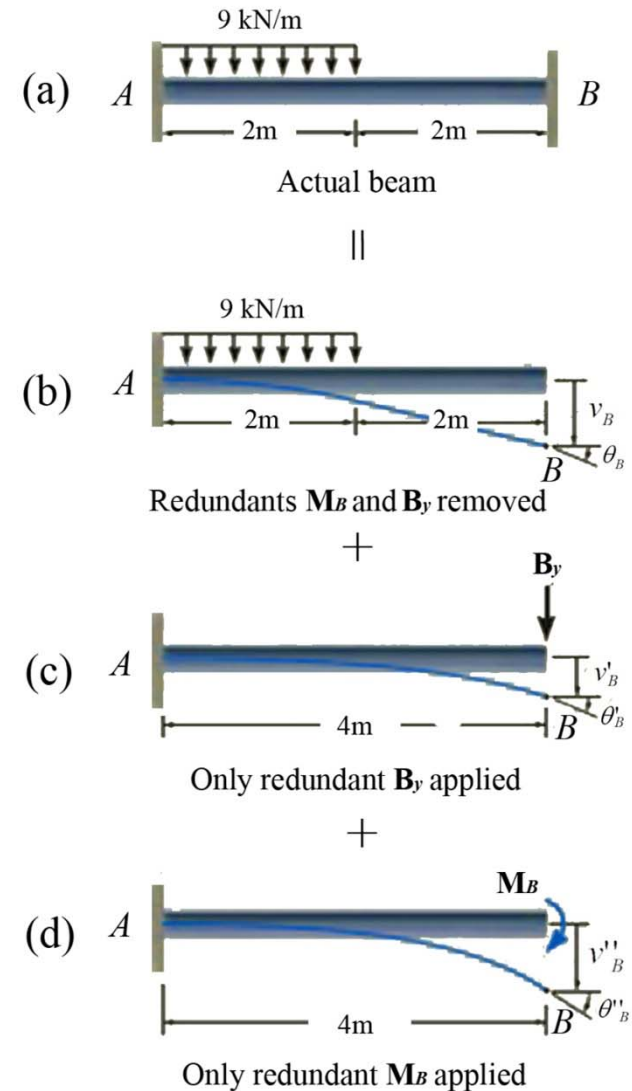 9 kN/m
(a) A B
2m 2m
Actual beam
||
9 kN/m
(b) A
2m 2m
v_B
θ_B
B
Redundants M_B and B_y removed
+
B_y
(c) A
v'_B
θ'_B
4m B
Only redundant B_y applied
+
M_B
(d) A
v''_B
θ''_B
4m B
Only redundant M_B applied